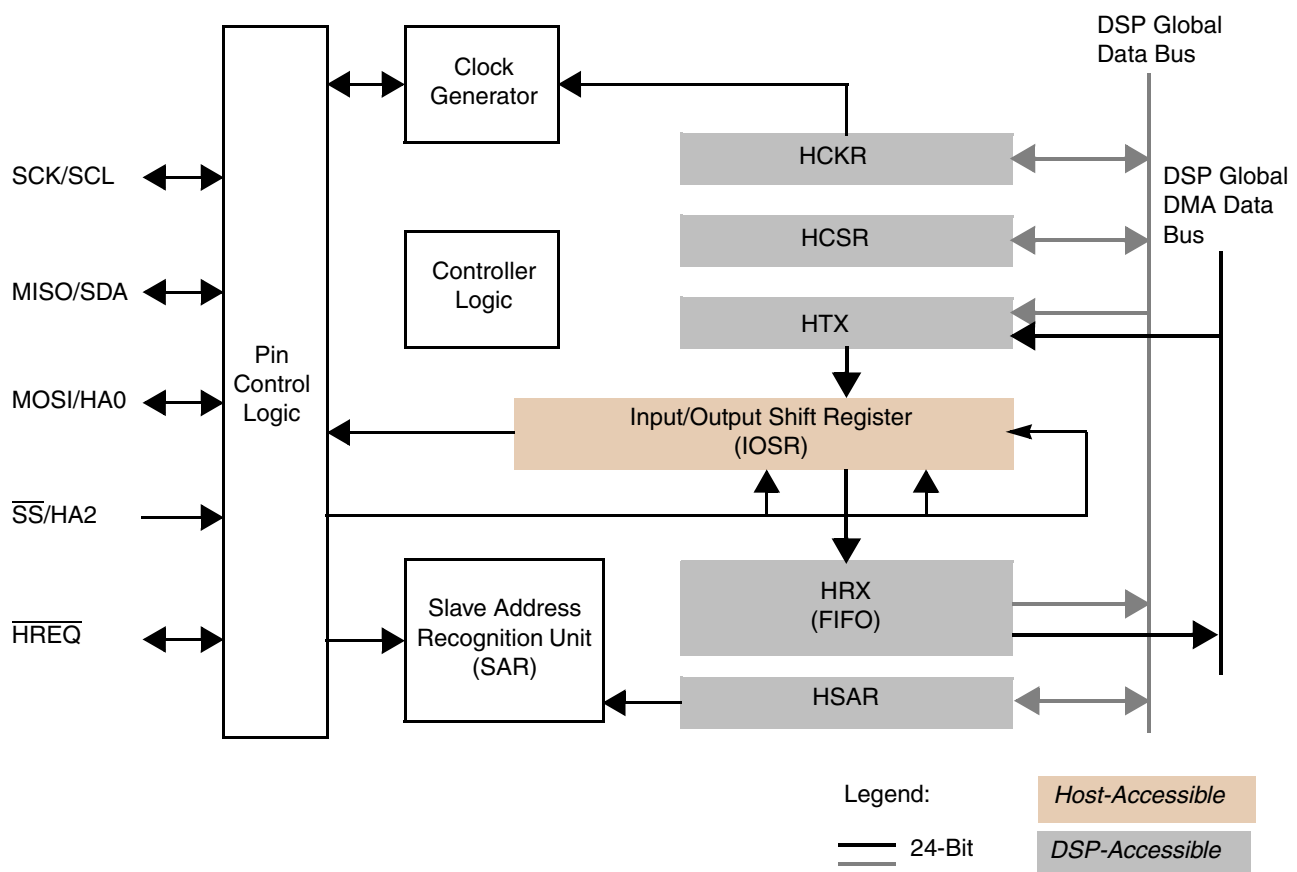 DSP Global
Data Bus
Clock
Generator
HCKR
SCK/SCL
DSP Global
DMA Data
Bus
HCSR
Controller
Logic
MISO/SDA
HTX
Pin
Control
Logic
MOSI/HA0
Input/Output Shift Register
(IOSR)
SS/HA2
HRX
(FIFO)
Slave Address
Recognition Unit
(SAR)
HREQ
HSAR
Legend:
Host-Accessible
24-Bit
DSP-Accessible